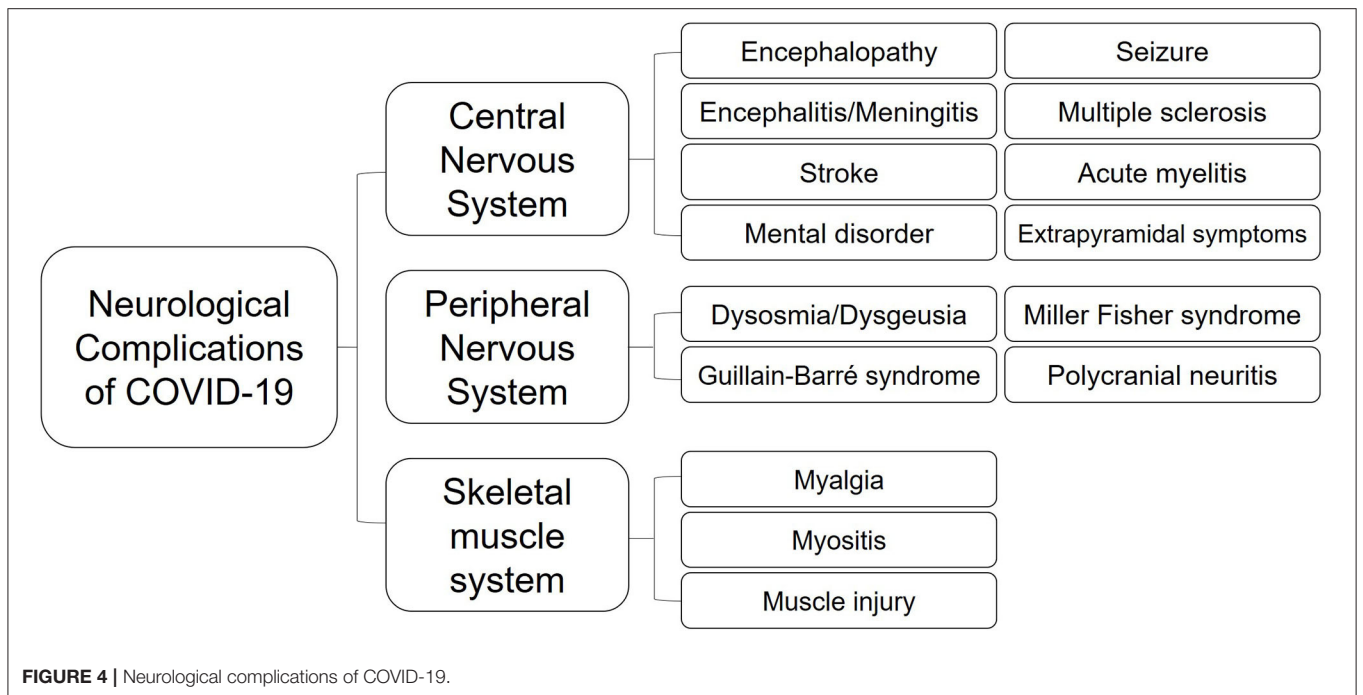 Neurological
Complications
of COVID-19
Central
Nervous
System
Encephalopathy
Seizure
Encephalitis/Meningitis
Multiple sclerosis
Stroke
Acute myelitis
Mental disorder
Extrapyramidal symptoms
Peripheral
Nervous
System
Dysosmia/Dysgeusia
Miller Fisher syndrome
Guillain-Barré syndrome
Polycranial neuritis
Skeletal
muscle
system
Myalgia
Myositis
Muscle injury
FIGURE 4 | Neurological complications of COVID-19.